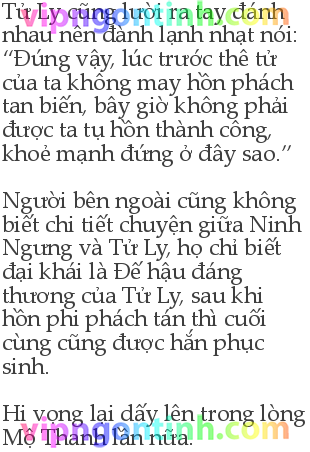 Tử Ly cũng lười ra tay đánh
nhau nên đành lạnh nhạt nói:
“Đúng vậy, lúc trước thê tử
của ta không may hồn phách
tan biến, bây giờ không phải
được ta tụ hồn thành công,
khoẻ mạnh đứng ở đây sao.”
Người bên ngoài cũng không
biết chi tiết chuyện giữa Ninh
Ngưng và Tử Ly, họ chỉ biết
đại khái là Đế hậu đáng
thương của Tử Ly, sau khi
hồn phi phách tán thì cuối
cùng cũng được hắn phục
sinh.
Hi vọng lại dấy lên trong lòng
Mộ Thanh lần nữa.
vipngontinh.com
vipngontinh.com